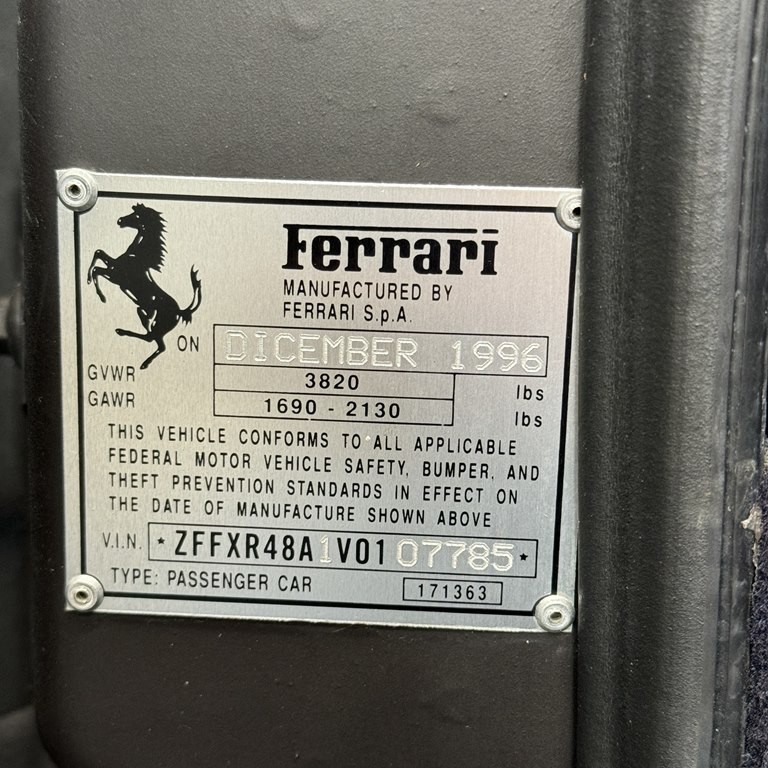 Ferrari
MANUFACTURED BY
FERRARI S.p.A.
ON DICEMBER 1996
GVWR 3820 lbs
GAWR 1690 - 2130 lbs
THIS VEHICLE CONFORMS TO ALL APPLICABLE
FEDERAL MOTOR VEHICLE SAFETY, BUMPER, AND
THEFT PREVENTION STANDARDS IN EFFECT ON
THE DATE OF MANUFACTURE SHOWN ABOVE
V.I.N. * ZFFXR48A1V0107785 *
TYPE: PASSENGER CAR 171363